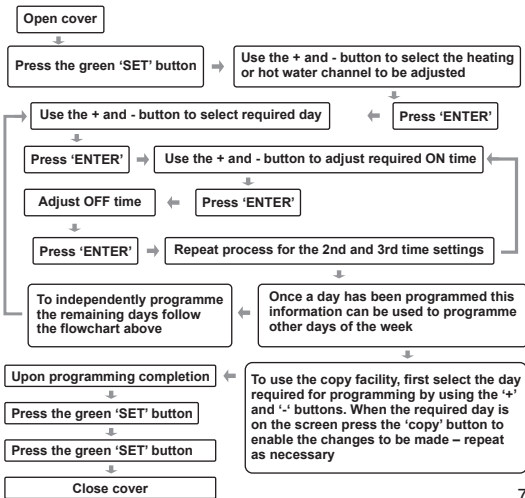 Open cover
Press the green ‘SET’ button
Use the + and - button to select the heating
or hot water channel to be adjusted
Press ‘ENTER’
Use the + and - button to select required day
Press ‘ENTER’
Use the + and - button to adjust required ON time
Press ‘ENTER’
Adjust OFF time
Press ‘ENTER’
Repeat process for the 2nd and 3rd time settings
Once a day has been programmed this
information can be used to programme
other days of the week
To independently programme
the remaining days follow
the flowchart above
To use the copy facility, first select the day
required for programming by using the ‘+’
and ‘-‘ buttons. When the required day is
on the screen press the ‘copy’ button to
enable the changes to be made – repeat
as necessary
Upon programming completion
Press the green ‘SET’ button
Press the green ‘SET’ button
Close cover
7